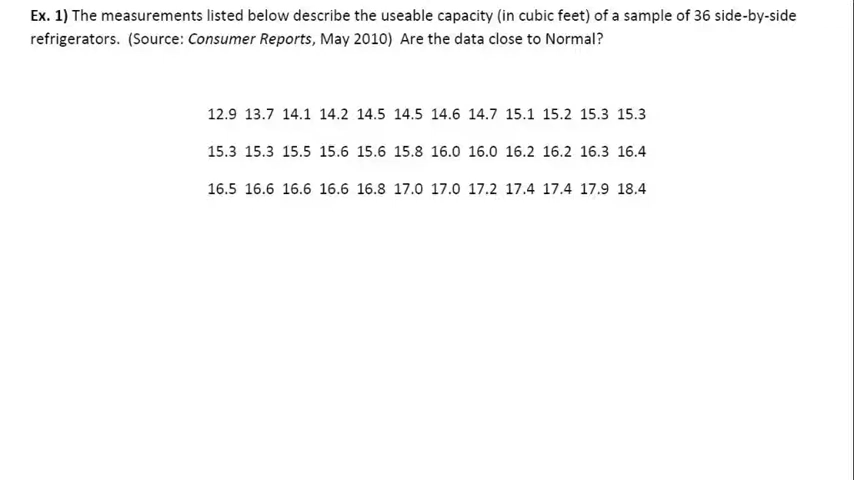 Ex. 1) The measurements listed below describe the useable capacity (in cubic feet) of a sample of 36 side-by-side
refrigerators. (Source: Consumer Reports, May 2010) Are the data close to Normal?
12.9 13.7 14.1 14.2 14.5 14.5 14.6 14.7 15.1 15.2 15.3 15.3
15.3 15.3 15.5 15.6 15.6 15.8 16.0 16.0 16.2 16.2 16.3 16.4
16.5 16.6 16.6 16.6 16.8 17.0 17.0 17.2 17.4 17.4 17.9 18.4